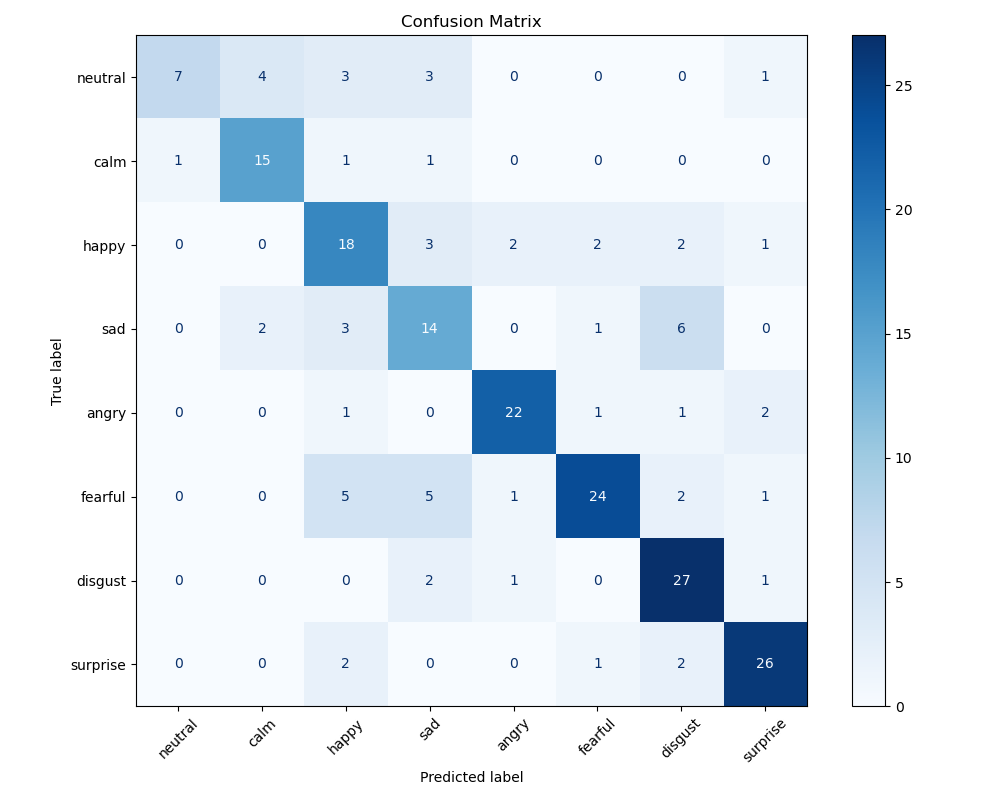 Confusion Matrix
True label
neutral 7 4 3 3 0 0 0 1
calm 1 15 1 1 0 0 0 0
happy 0 0 18 3 2 2 2 1
sad 0 2 3 14 0 1 6 0
angry 0 0 1 0 22 1 1 2
fearful 0 0 5 5 1 24 2 1
disgust 0 0 0 2 1 0 27 1
surprise 0 0 2 0 0 1 2 26
neutral calm happy sad angry fearful disgust surprise
Predicted label
25
20
15
10
5
0